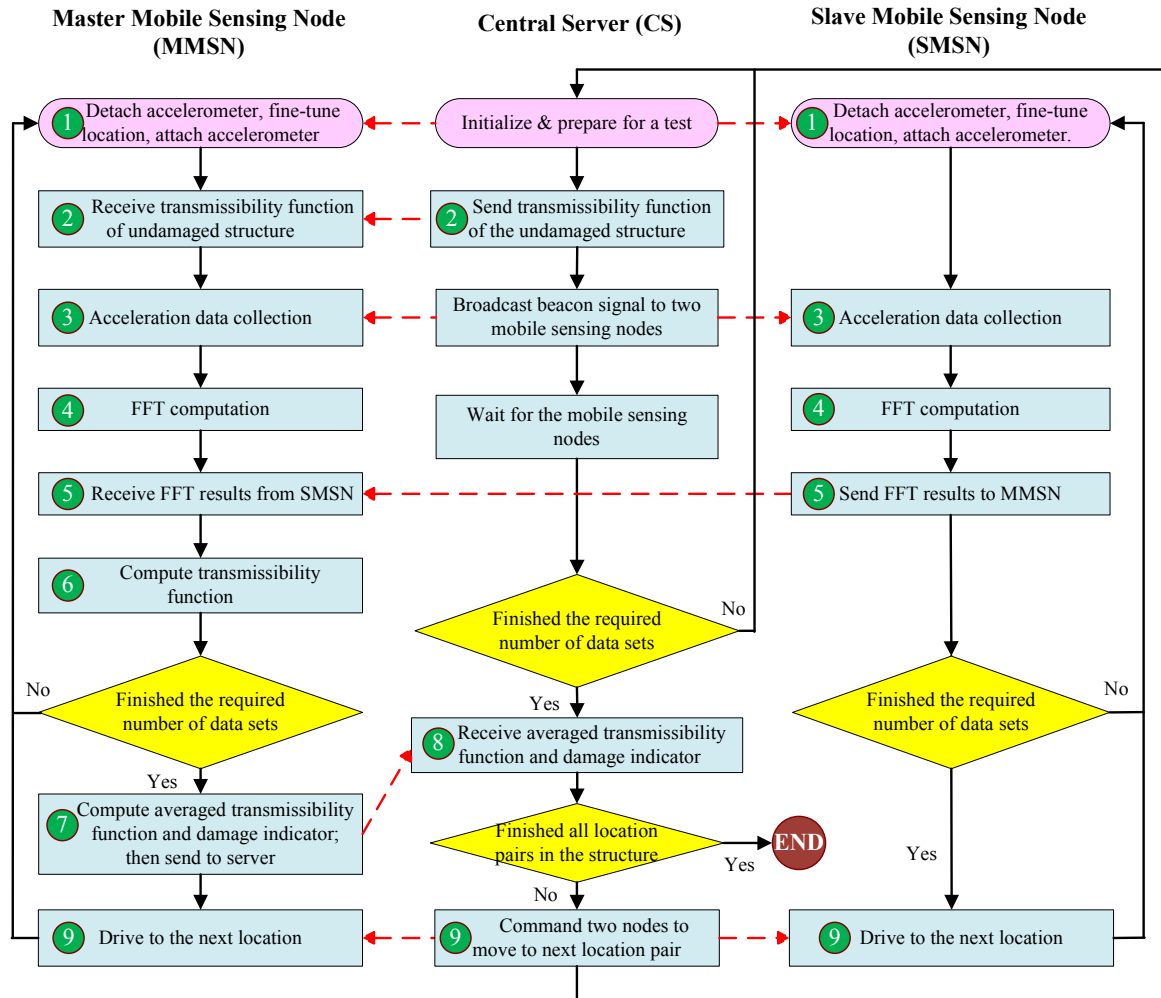 Master Mobile Sensing Node
(MMSN)
Central Server (CS)
Slave Mobile Sensing Node
(SMSN)
1
Detach accelerometer, fine-tune
location, attach accelerometer
Initialize & prepare for a test
1
Detach accelerometer, fine-tune
location, attach accelerometer.
2
Receive transmissibility function
of undamaged structure
2
Send transmissibility function
of the undamaged structure
3
Acceleration data collection
Broadcast beacon signal to two
mobile sensing nodes
3
Acceleration data collection
4
FFT computation
Wait for the mobile sensing
nodes
4
FFT computation
5
Receive FFT results from SMSN
5
Send FFT results to MMSN
6
Compute transmissibility
function
Finished the required
number of data sets
No
Yes
No
Finished the required
number of data sets
Yes
Finished the required
number of data sets
No
Yes
8
Receive averaged transmissibility
function and damage indicator
7
Compute averaged transmissibility
function and damage indicator;
then send to server
Finished all location
pairs in the structure
Yes
END
No
9
Drive to the next location
9
Command two nodes to
move to next location pair
9
Drive to the next location